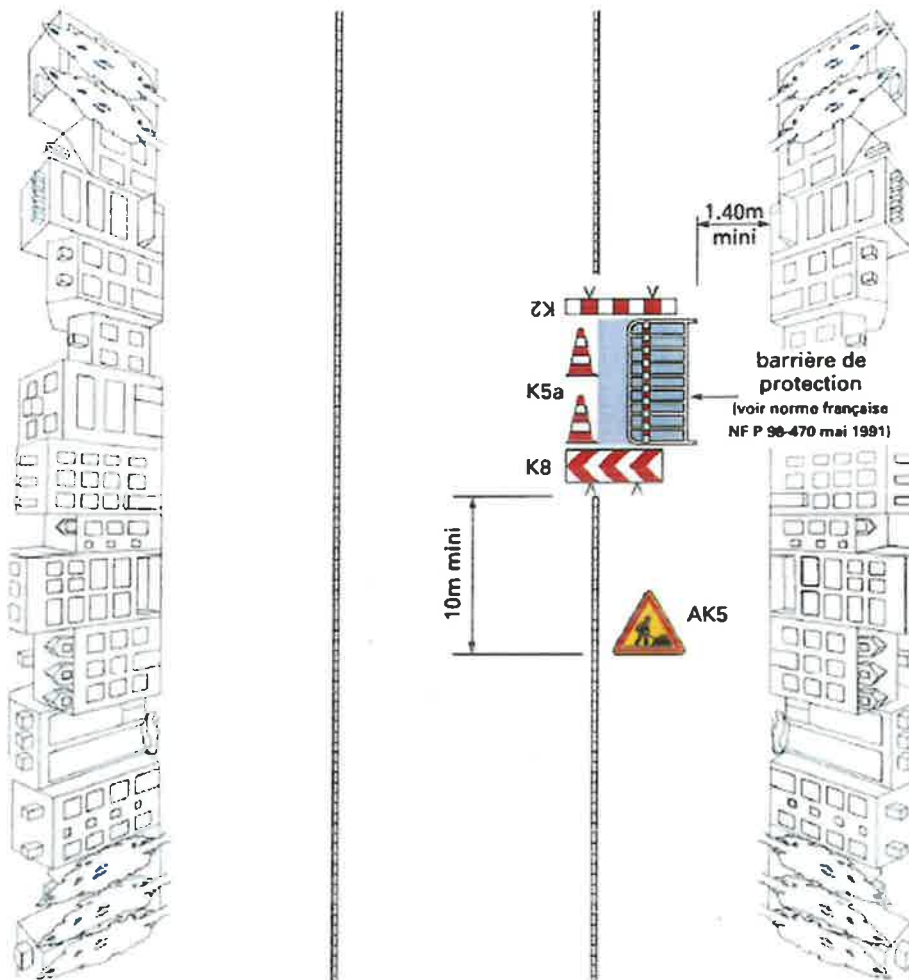 1.40m
mini
K2
K5a
barrière de
protection
(voir norme française
NF P 98-470 mai 1991)
K8
10m mini
AK5